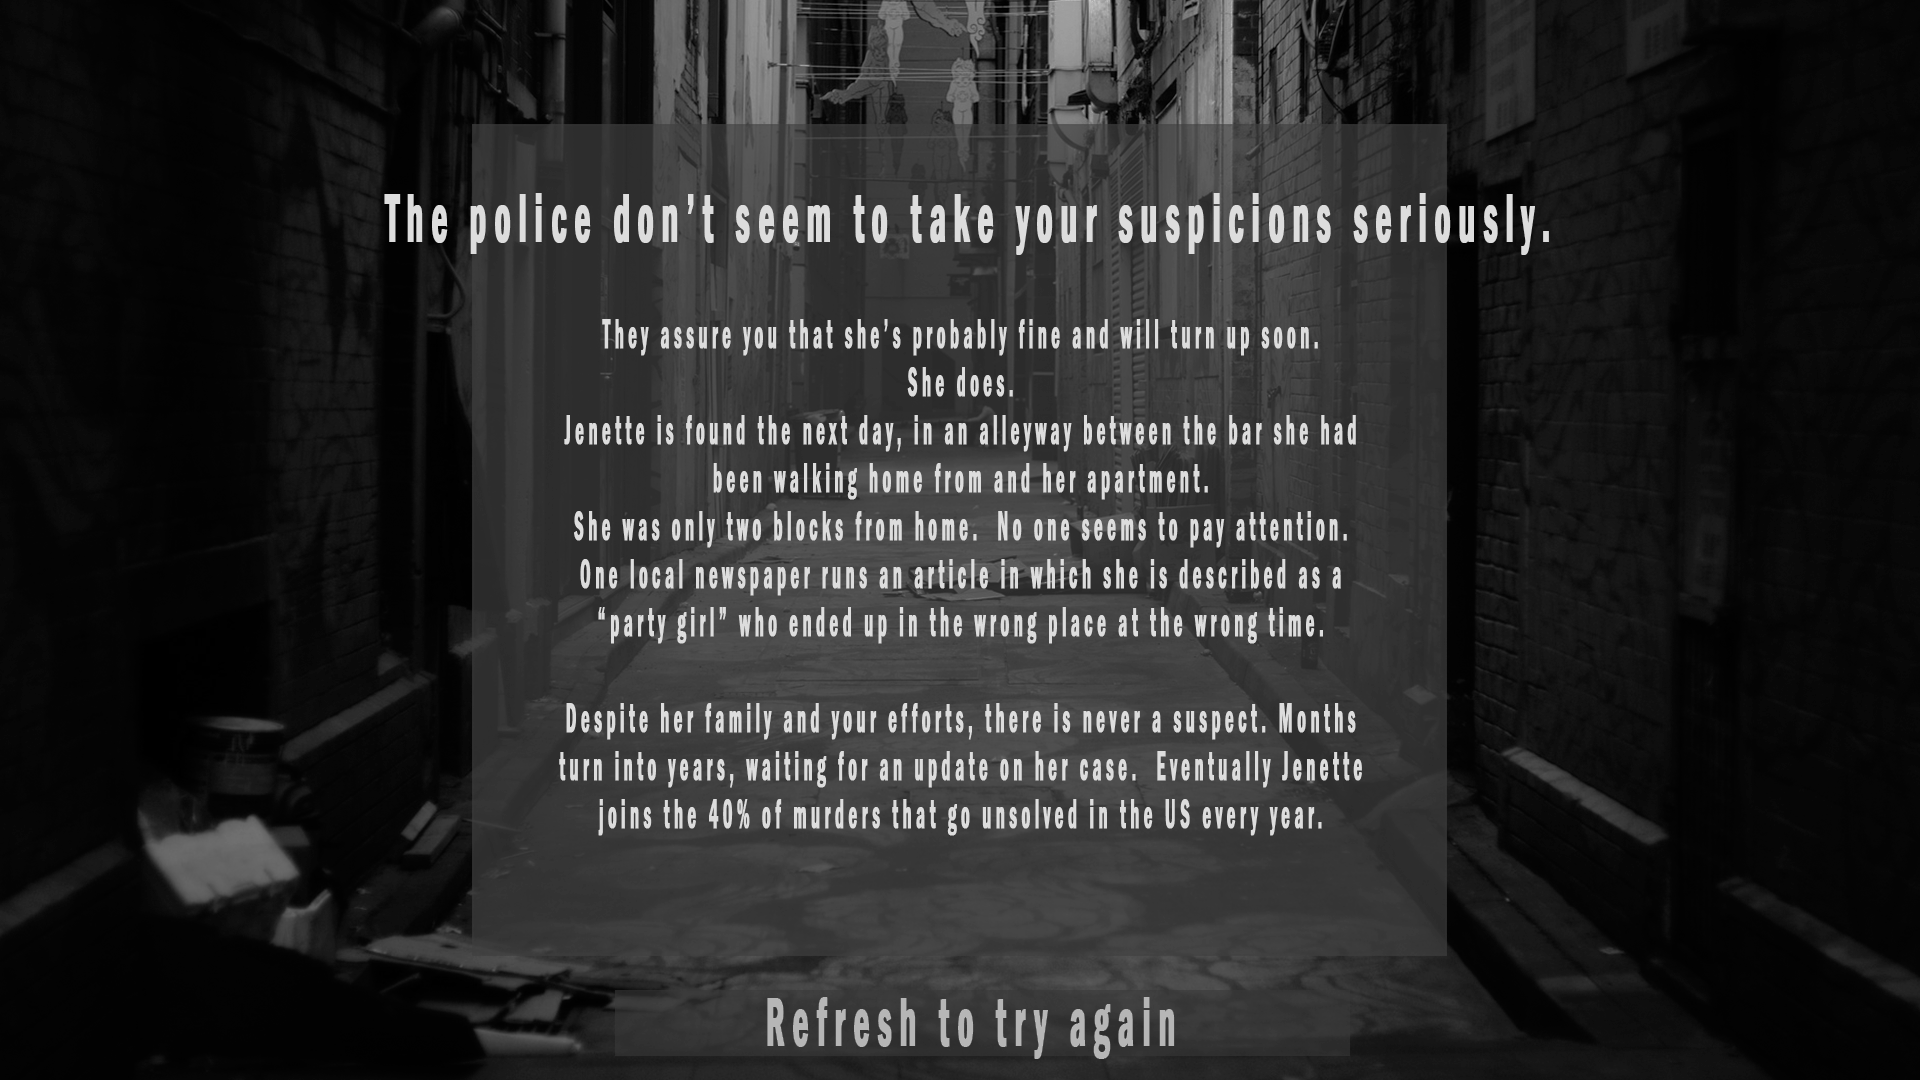 The police don’t seem to take your suspicions seriously.
They assure you that she’s probably fine and will turn up soon.
She does.
Jenette is found the next day, in an alleyway between the bar she had
been walking home from and her apartment.
She was only two blocks from home.  No one seems to pay attention.
One local newspaper runs an article in which she is described as a
“party girl” who ended up in the wrong place at the wrong time.
Despite her family and your efforts, there is never a suspect. Months
turn into years, waiting for an update on her case.  Eventually Jenette
joins the 40% of murders that go unsolved in the US every year.
Refresh to try again